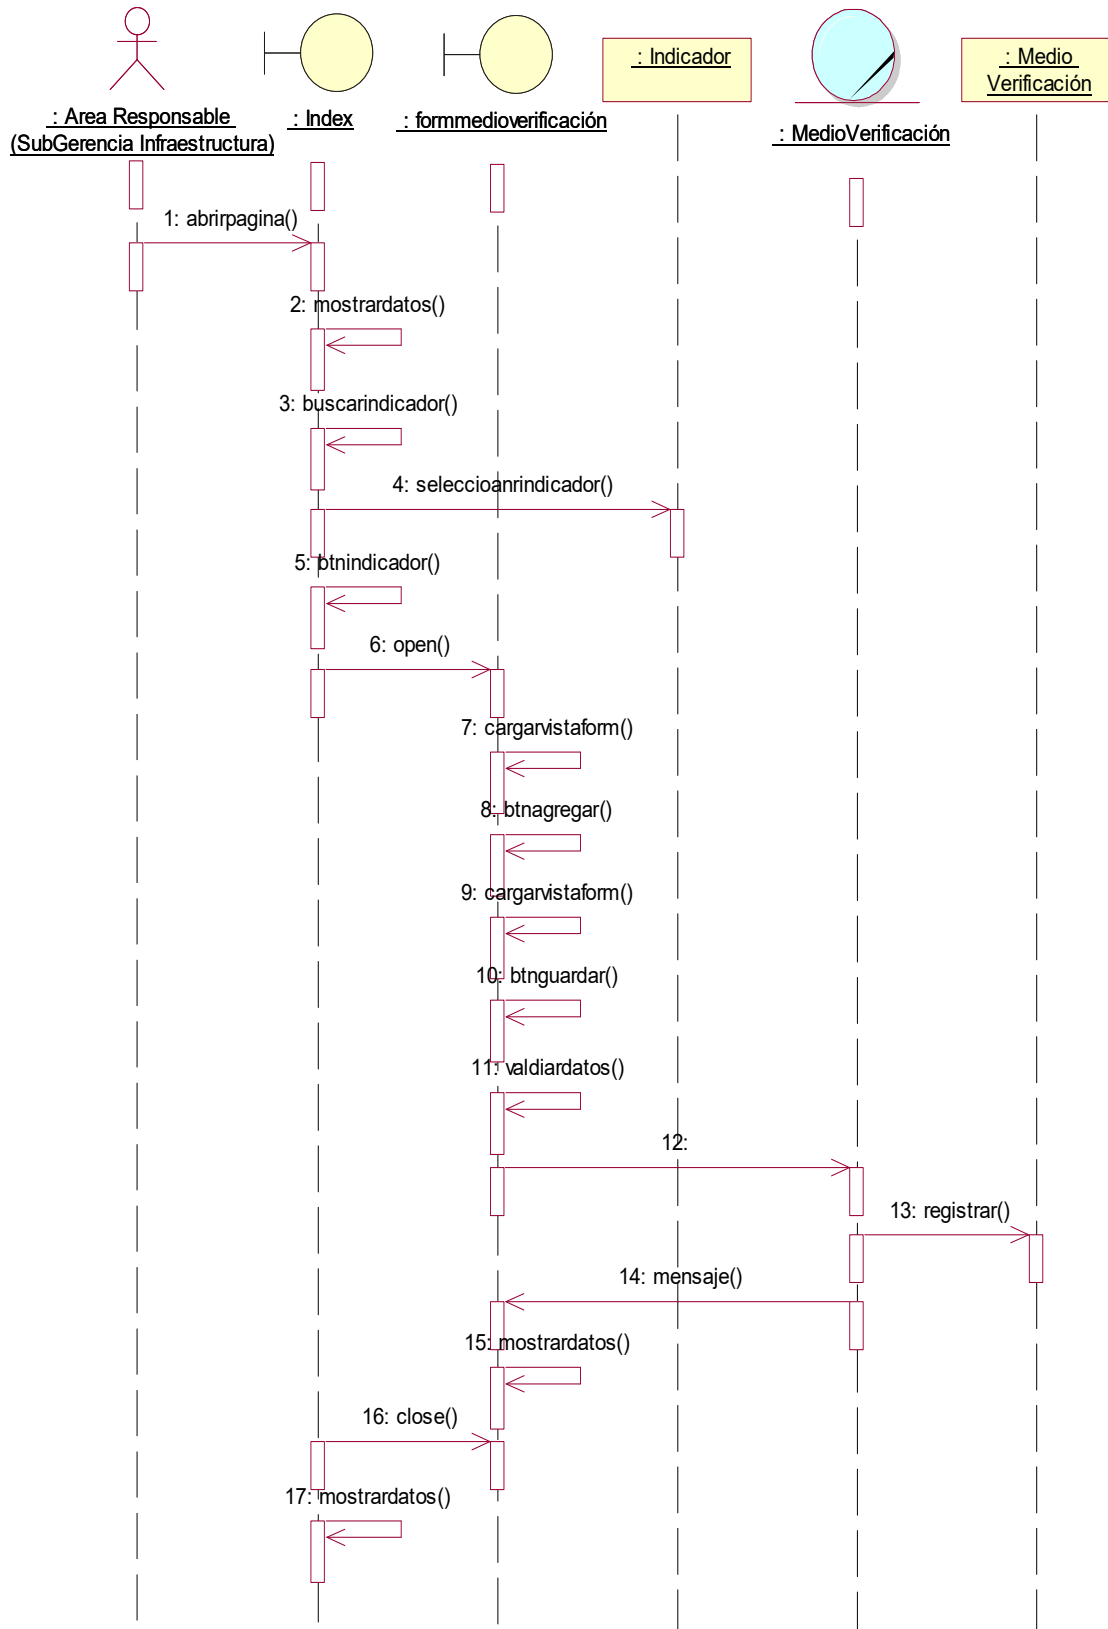 : Area Responsable
(SubGerencia Infraestructura)
: Index
: formmedioverificación
: Indicador
: MedioVerificación
: Medio
Verificación
1: abrirpagina()
2: mostrardatos()
3: buscarindicador()
4: seleccioanrindicador()
5: btnindicador()
6: open()
7: cargarvistaform()
8: btnagregar()
9: cargarvistaform()
10: btnguardar()
11: valdiardatos()
12:
13: registrar()
14: mensaje()
15: mostrardatos()
16: close()
17: mostrardatos()